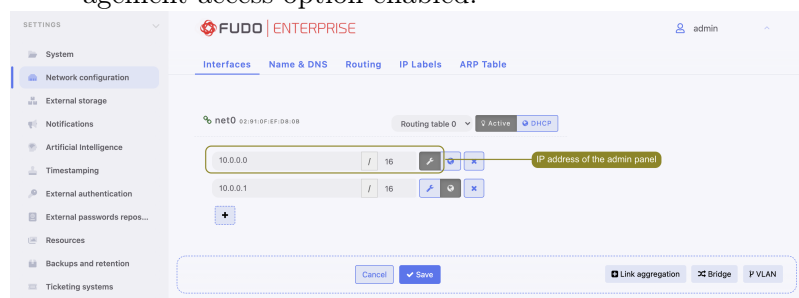 agement access option enabled.
SETTINGS
FUDO ENTERPRISE
admin
System
Network configuration
External storage
Notifications
Artificial Intelligence
Timestamping
External authentication
External passwords repos...
Resources
Backups and retention
Ticketing systems
Interfaces Name & DNS Routing IP Labels ARP Table
net0 02:91:0F:EF:D8:0B
Routing table 0 Active DHCP
10.0.0.0 / 16
IP address of the admin panel
10.0.0.1 / 16
Cancel Save
Link aggregation Bridge VLAN